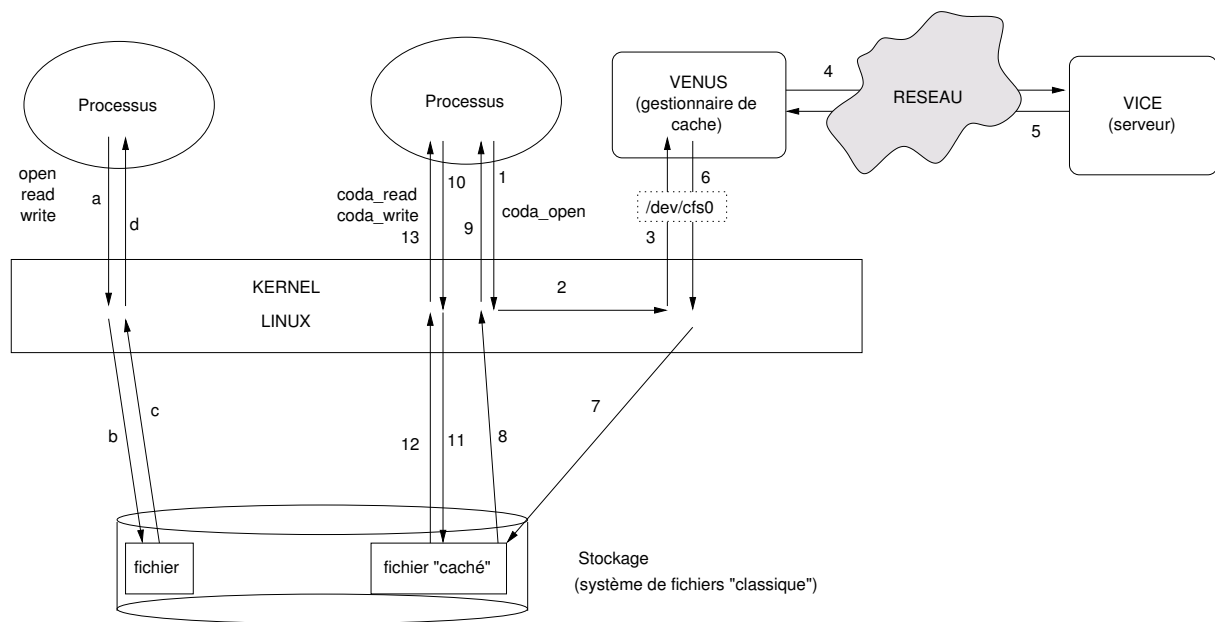 Processus
Processus
VENUS
(gestionnaire de
cache)
4
RESEAU
5
VICE
(serveur)
open
read
write
a
d
coda_read
coda_write
13
10
9
1
coda_open
6
/dev/cfs0
3
KERNEL
LINUX
2
b
c
12
11
8
7
fichier
fichier "caché"
Stockage
(système de fichiers "classique")